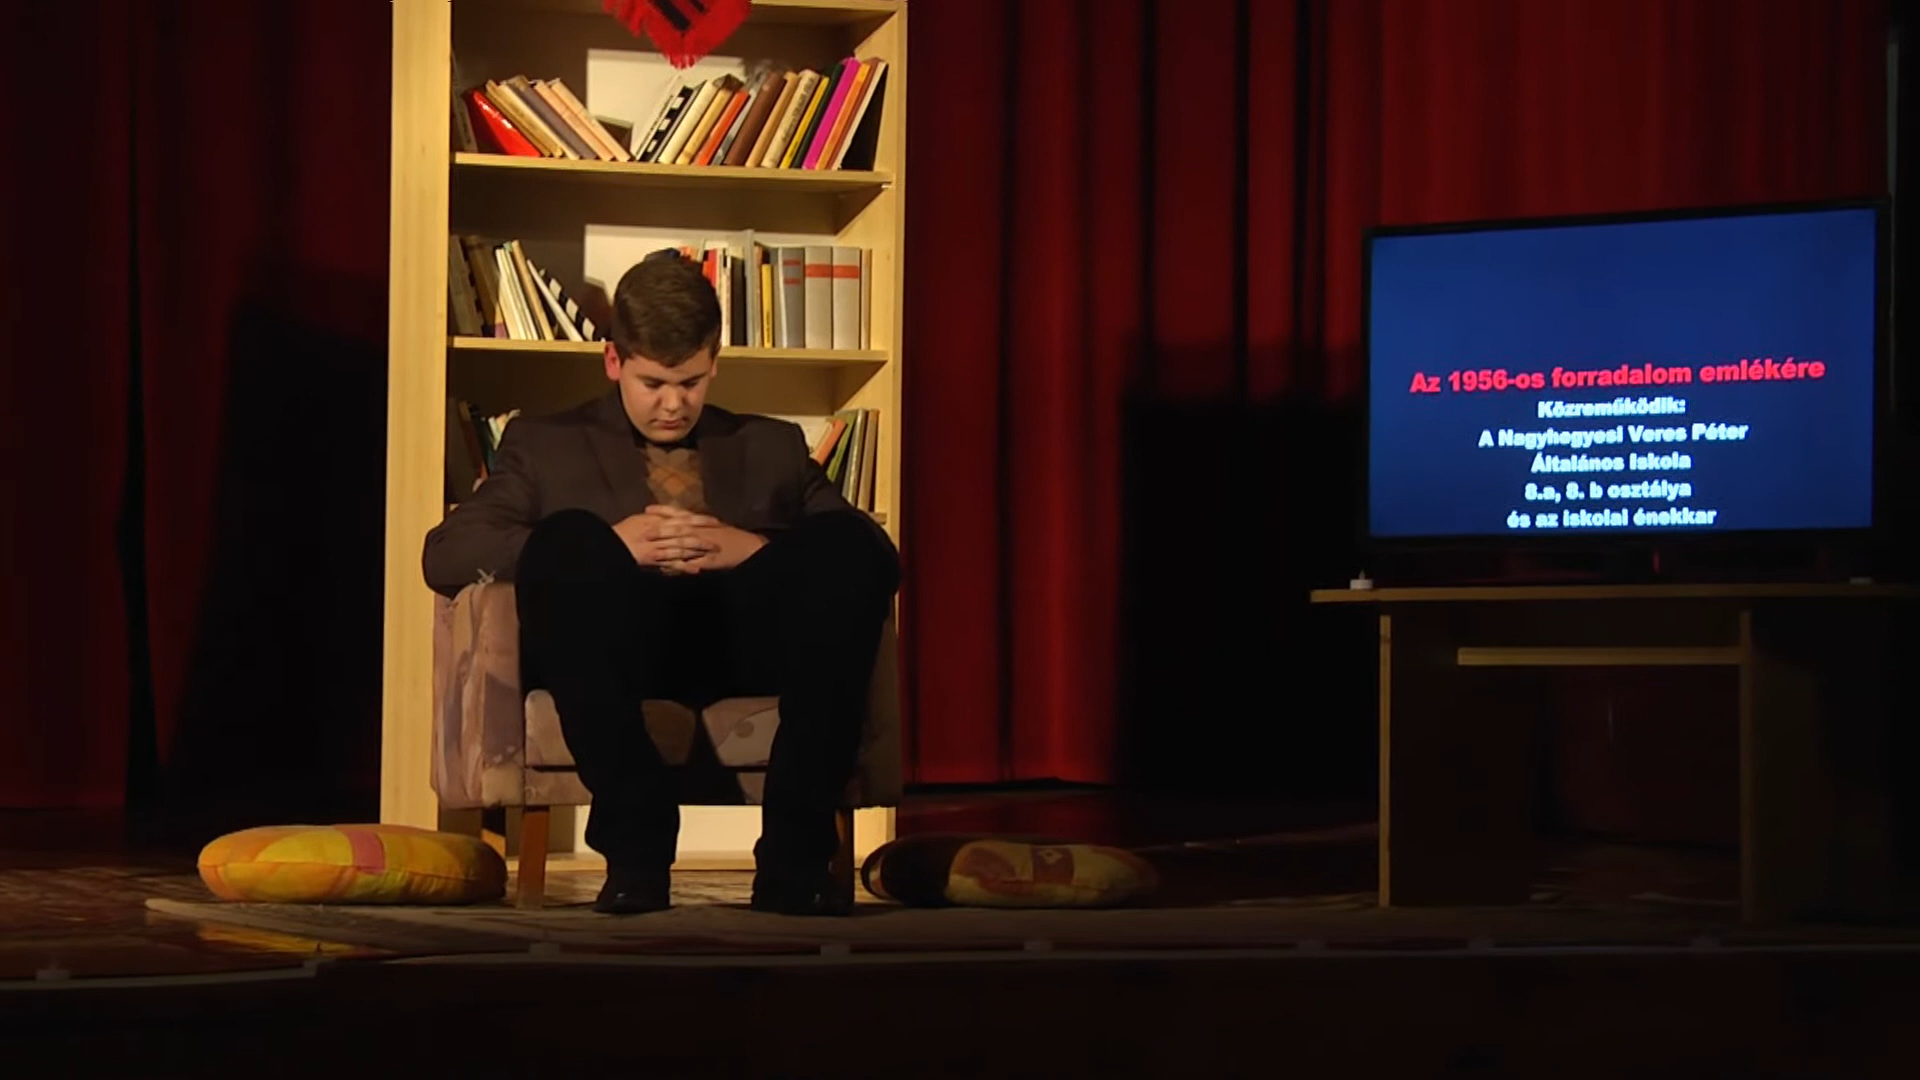 Az 1956-os forradalom emlékére
Közreműködik:
A Nagyhegyesi Veres Péter
Általános Iskola
8.a, 8. b osztálya
és az iskolai énekkar